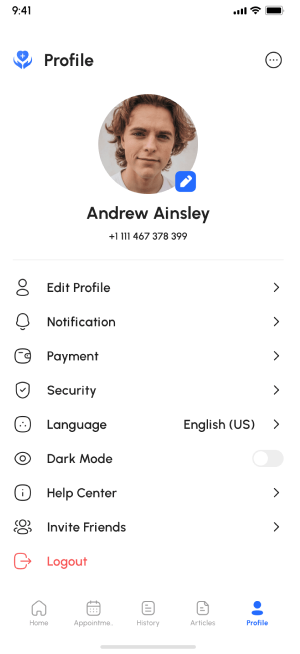 9:41
Profile
Andrew Ainsley
+1 111 467 378 399
Edit Profile
Notification
Payment
Security
Language English (US)
Dark Mode
Help Center
Invite Friends
Logout
Home Appointme.. History Articles Profile